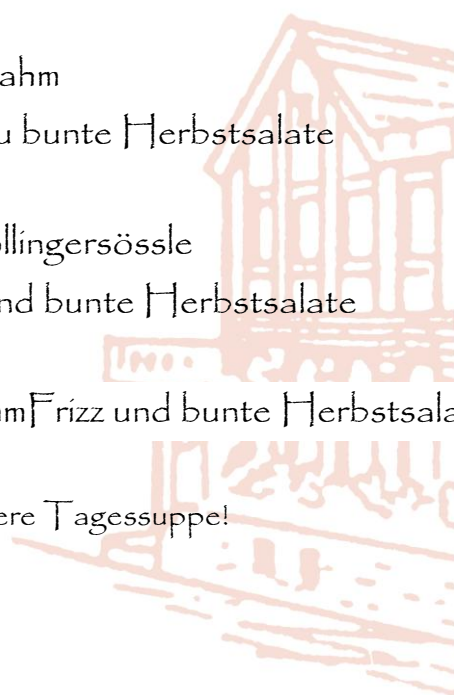 ahm
u bunte Herbstsalate
llingersössle
nd bunte Herbstsalate
mFrizz und bunte Herbstsala
ere Tagessuppe!